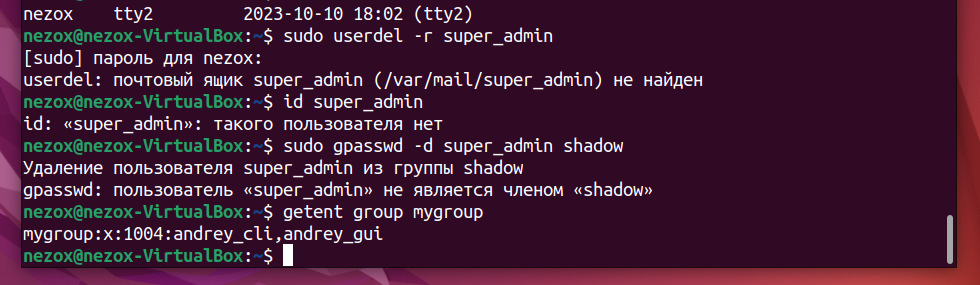 nezox    tty2         2023-10-10 18:02 (tty2)
nezox@nezox-VirtualBox:~$ sudo userdel -r super_admin
[sudo] пароль для nezox:
userdel: почтовый ящик super_admin (/var/mail/super_admin) не найден
nezox@nezox-VirtualBox:~$ id super_admin
id: «super_admin»: такого пользователя нет
nezox@nezox-VirtualBox:~$ sudo gpasswd -d super_admin shadow
Удаление пользователя super_admin из группы shadow
gpasswd: пользователь «super_admin» не является членом «shadow»
nezox@nezox-VirtualBox:~$ getent group mygroup
mygroup:x:1004:andrey_cli,andrey_gui
nezox@nezox-VirtualBox:~$